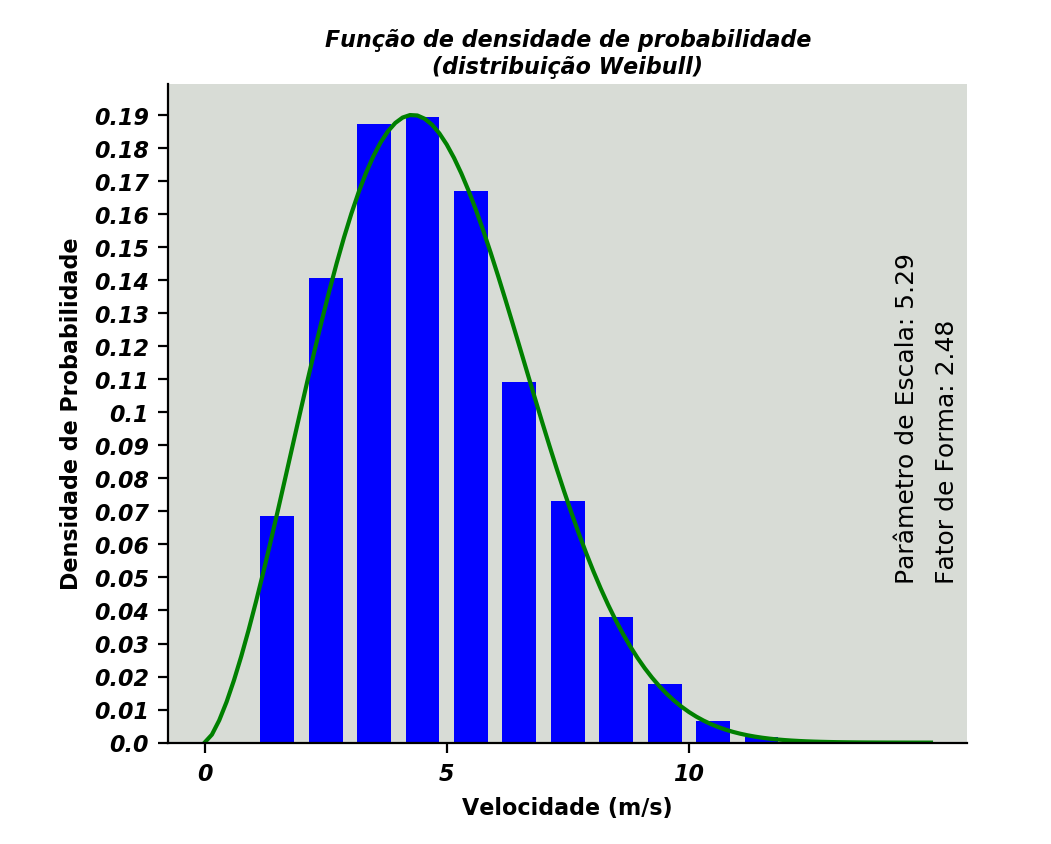 Função de densidade de probabilidade
(distribuição Weibull)
Densidade de Probabilidade
0.19
0.18
0.17
0.16
0.15
0.14
0.13
0.12
0.11
0.1
0.09
0.08
0.07
0.06
0.05
0.04
0.03
0.02
0.01
0.0
Parâmetro de Escala: 5.29
Fator de Forma: 2.48
0 5 10
Velocidade (m/s)